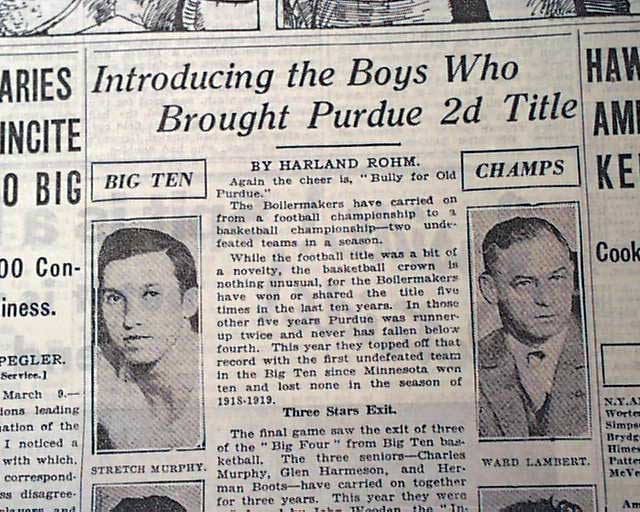 ARIES
INCITE
O BIG
00 Con-
iness.
PEGLER.
Service.]
March 9.—
ions leading
ation of the
I noticed a
with which,
correspond-
ss disagree-
players and
Introducing the Boys Who
Brought Purdue 2d Title
BIG TEN
STRETCH MURPHY.
BY HARLAND ROHM.
Again the cheer is, "Bully for Old
Purdue."
The Boilermakers have carried on
from a football championship to a
basketball championship—two unde-
feated teams in a season.
While the football title was a bit of
a novelty, the basketball crown is
nothing unusual, for the Boilermakers
have won or shared the title five
times in the last ten years. In those
other five years Purdue was runner-
up twice and never has fallen below
fourth. This year they topped off that
record with the first undefeated team
in the Big Ten since Minnesota won
ten and lost none in the season of
1918-1919.
Three Stars Exit.
The final game saw the exit of three
of the "Big Four" from Big Ten bas-
ketball. The three seniors—Charles
Murphy, Glen Harmeson, and Her-
man Boots—have carried on together
for three years. This year they were
by Wooden, the "In-
CHAMPS
WARD LAMBERT.
HAW
AM
KE
Cook
N.Y.A
Worte
Simps
Brydg
Himes
Patte
McVe